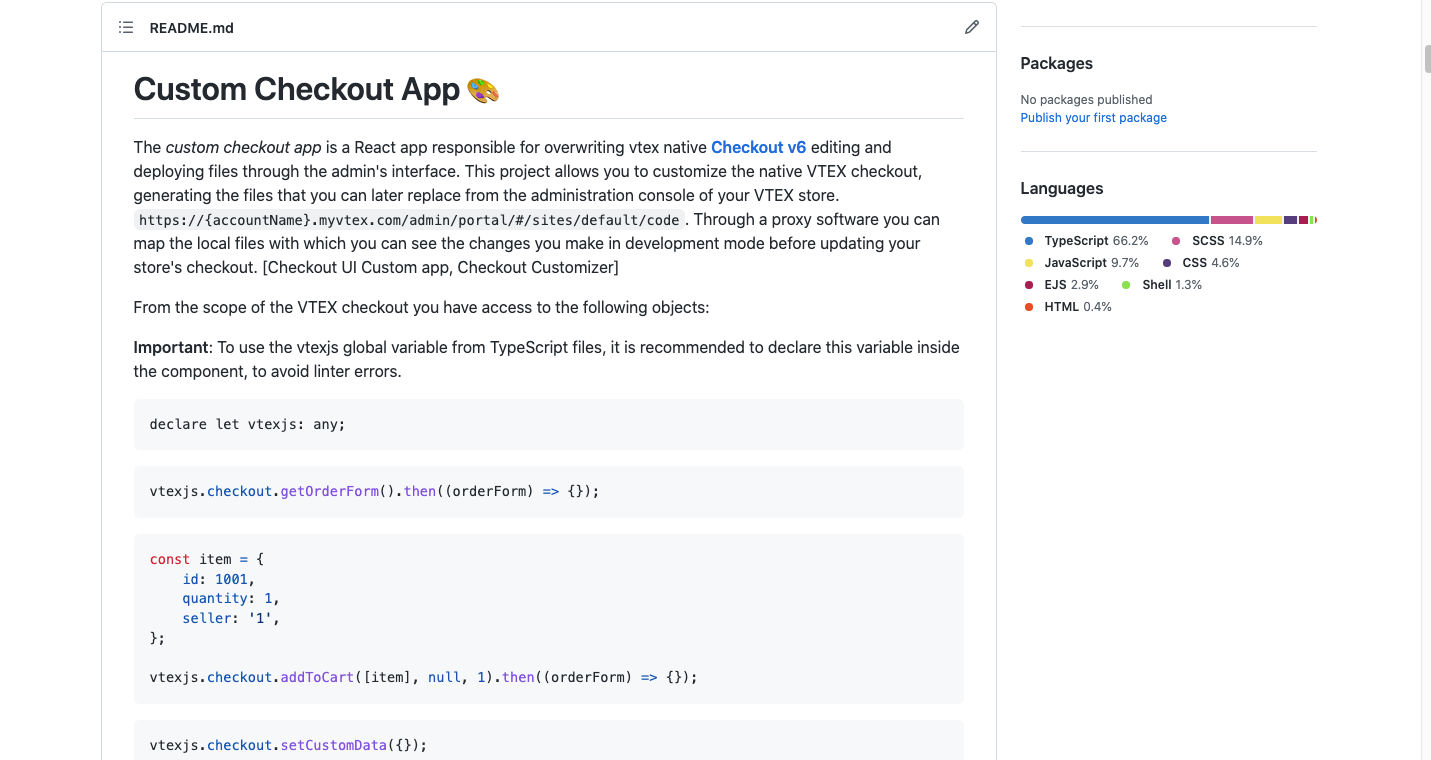 README.md
Custom Checkout App 🎨
The custom checkout app is a React app responsible for overwriting vtex native Checkout v6 editing and
deploying files through the admin's interface. This project allows you to customize the native VTEX checkout,
generating the files that you can later replace from the administration console of your VTEX store.
https://{accountName}.myvtex.com/admin/portal/#/sites/default/code . Through a proxy software you can
map the local files with which you can see the changes you make in development mode before updating your
store's checkout. [Checkout UI Custom app, Checkout Customizer]
From the scope of the VTEX checkout you have access to the following objects:
Important: To use the vtexjs global variable from TypeScript files, it is recommended to declare this variable inside
the component, to avoid linter errors.
declare let vtexjs: any;
vtexjs.checkout.getOrderForm().then((orderForm) => {});
const item = {
    id: 1001,
    quantity: 1,
    seller: '1',
};
vtexjs.checkout.addToCart([item], null, 1).then((orderForm) => {});
vtexjs.checkout.setCustomData({});
Packages
No packages published
Publish your first package
Languages
TypeScript 66.2% SCSS 14.9%
JavaScript 9.7% CSS 4.6%
EJS 2.9% Shell 1.3%
HTML 0.4%